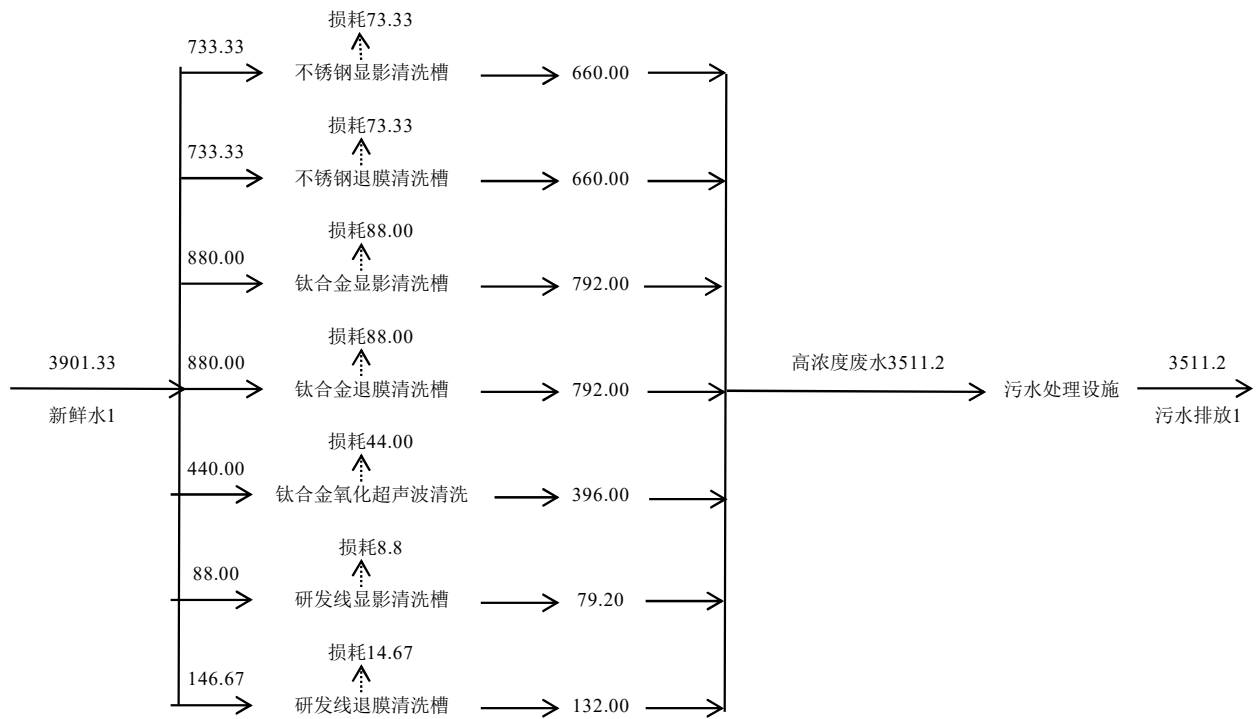 损耗73.33
733.33
不锈钢显影清洗槽
660.00
损耗73.33
733.33
不锈钢退膜清洗槽
660.00
损耗88.00
880.00
钛合金显影清洗槽
792.00
损耗88.00
3901.33
880.00
高浓度废水3511.2
3511.2
钛合金退膜清洗槽
792.00
污水处理设施
新鲜水1
污水排放1
损耗44.00
440.00
钛合金氧化超声波清洗
396.00
损耗8.8
88.00
研发线显影清洗槽
79.20
损耗14.67
146.67
研发线退膜清洗槽
132.00